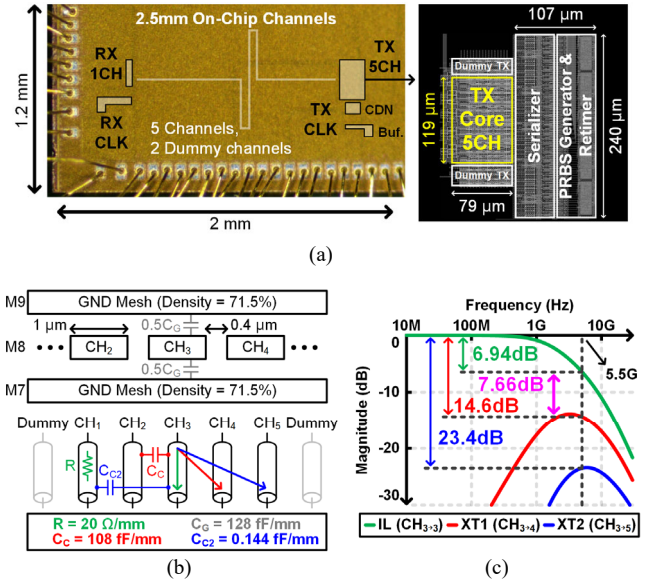 2.5mm On-Chip Channels
RX
1CH
TX
5CH
RX
CLK
TX
CLK
CDN
Buf.
5 Channels,
2 Dummy channels
1.2 mm
2 mm
107 µm
Dummy TX
TX
Core
5CH
Dummy TX
Serializer
PRBS Generator &
Retimer
119 µm
240 µm
79 µm
(a)
M9
GND Mesh (Density = 71.5%)
1 µm
0.5CG
0.4 µm
M8
CH2
CH3
CH4
0.5CG
M7
GND Mesh (Density = 71.5%)
Dummy CH1 CH2 CH3 CH4 CH5 Dummy
R
CC
CC2
R = 20 Ω/mm
CG = 128 fF/mm
CC = 108 fF/mm
CC2 = 0.144 fF/mm
(b)
Frequency (Hz)
10M 100M 1G 10G
0
-10
-20
-30
Magnitude (dB)
6.94dB
5.5G
7.66dB
14.6dB
23.4dB
IL (CH3→3) XT1 (CH3→4) XT2 (CH3→5)
(c)